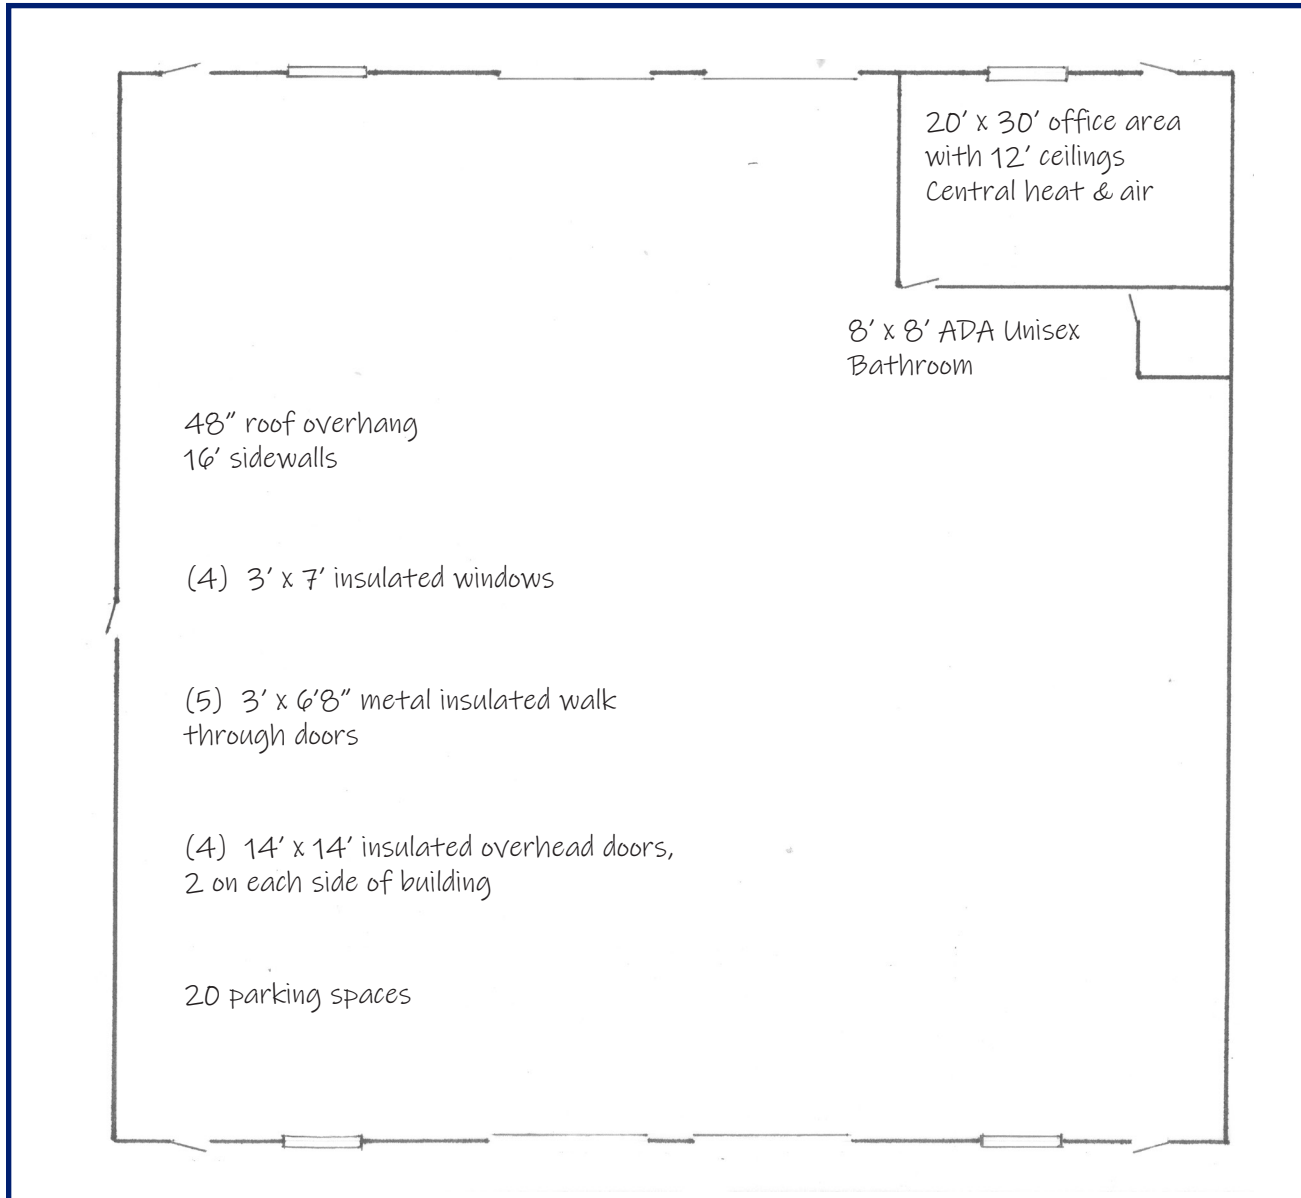 20' x 30' office area
with 12' ceilings
Central heat & air
8' x 8' ADA Unisex
Bathroom
48" roof overhang
16' sidewalls
(4) 3' x 7' insulated windows
(5) 3' x 6'8" metal insulated walk
through doors
(4) 14' x 14' insulated overhead doors,
2 on each side of building
20 parking spaces